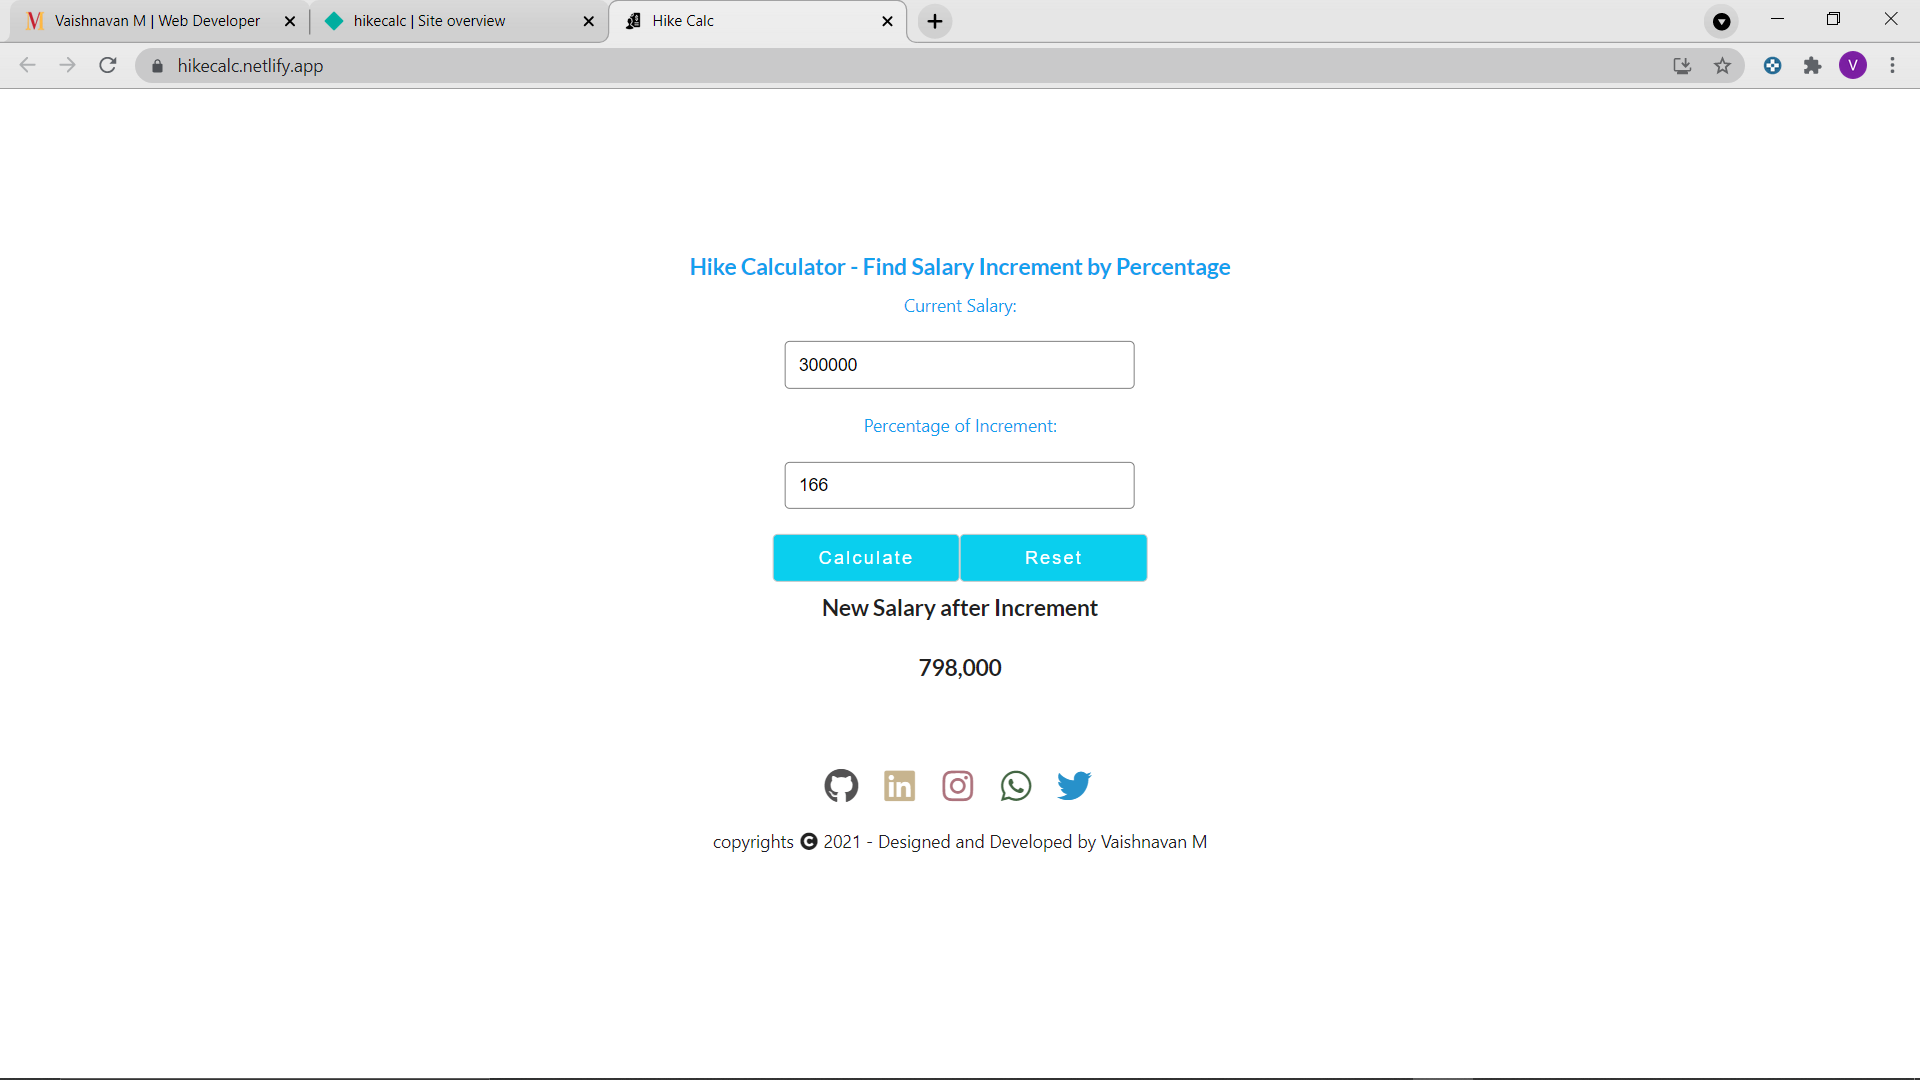 Vaishnavan M | Web Developer
hikecalc | Site overview
Hike Calc
hikecalc.netlify.app
V
Hike Calculator - Find Salary Increment by Percentage
Current Salary:
300000
Percentage of Increment:
166
Calculate
Reset
New Salary after Increment
798,000
copyrights © 2021 - Designed and Developed by Vaishnavan M